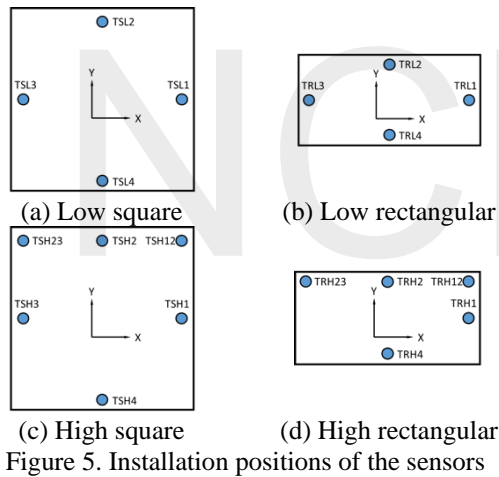 TSL2
Y
TSL3
TSL1
X
TSL4
(a) Low square
TRL2
Y
TRL3
TRL1
X
TRL4
(b) Low rectangular
TSH23
TSH2
TSH12
Y
TSH3
TSH1
X
TSH4
(c) High square
TRH23
TRH2
TRH12
Y
TRH1
X
TRH4
(d) High rectangular
Figure 5. Installation positions of the sensors